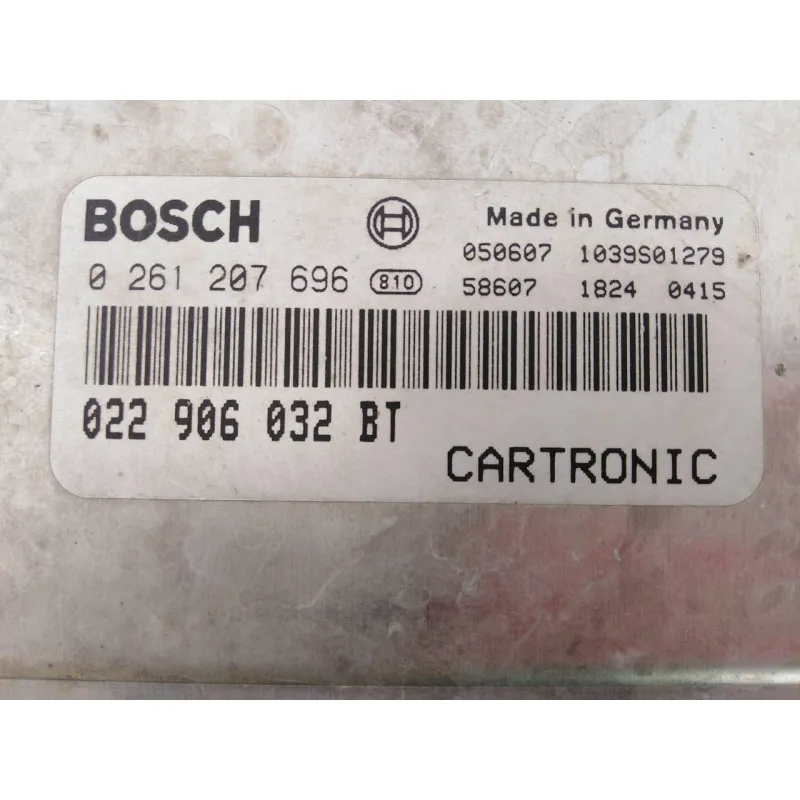 BOSCH Made in Germany
050607 1039S01279
0 261 207 696 810 58607 1824 0415
022 906 032 BT
CARTRONIC